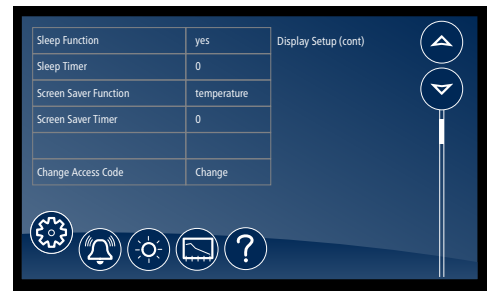 Sleep Function yes Display Setup (cont)
Sleep Timer 0
Screen Saver Function temperature
Screen Saver Timer 0
Change Access Code Change
?